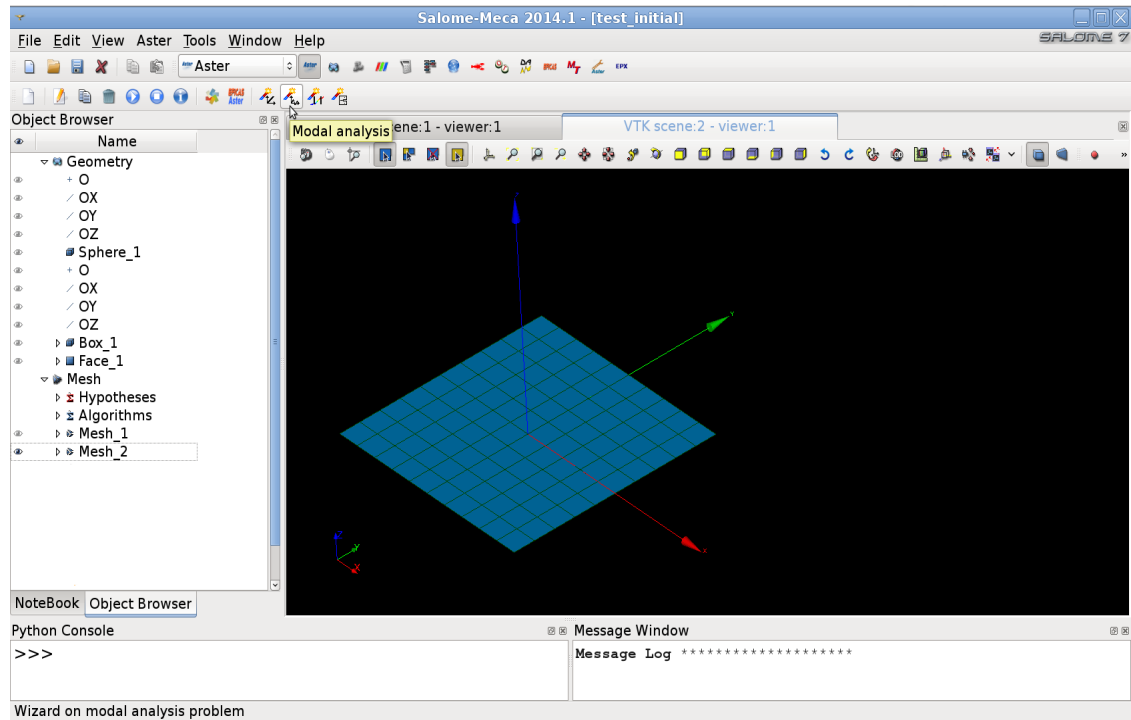 Salome-Meca 2014.1 - [test_initial]
File Edit View Aster Tools Window Help
SALOME 7
Aster
EPX
Object Browser
Modal analysis
ene:1 - viewer:1
VTK scene:2 - viewer:1
Name
Geometry
O
OX
OY
OZ
Sphere_1
O
OX
OY
OZ
Box_1
Face_1
Mesh
Hypotheses
Algorithms
Mesh_1
Mesh_2
Y
X
Z
Y
X
NoteBook Object Browser
Python Console
Message Window
>>>
Message Log ********************
Wizard on modal analysis problem